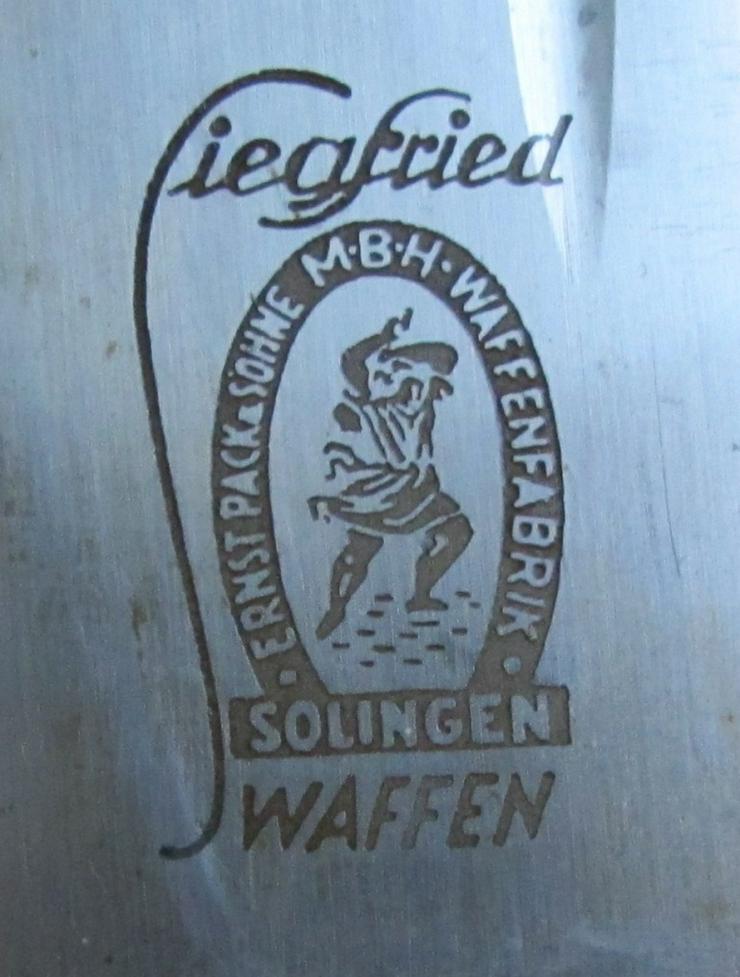 Siegfried
· ERNST PACK & SÖHNE M·B·H· WAFFENFABRIK ·
SOLINGEN
WAFFEN